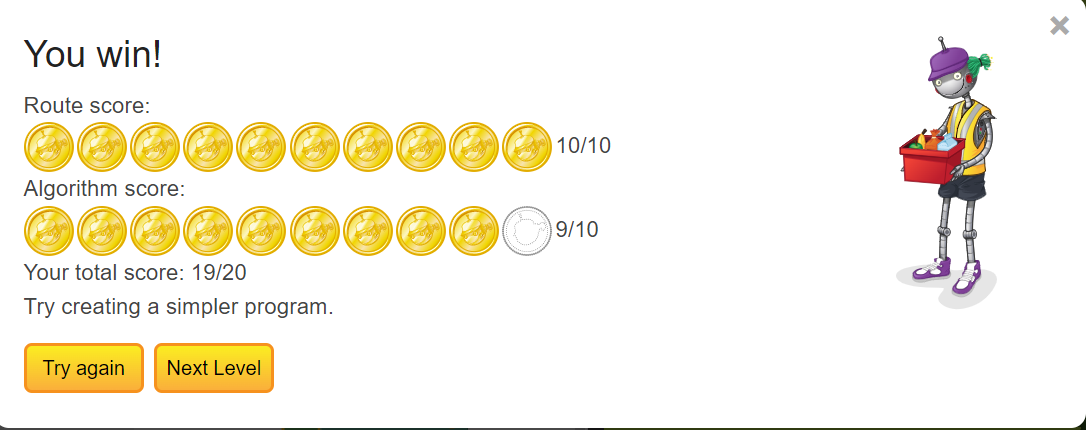 You win!
Route score:
10/10
Algorithm score:
9/10
Your total score: 19/20
Try creating a simpler program.
Try again Next Level